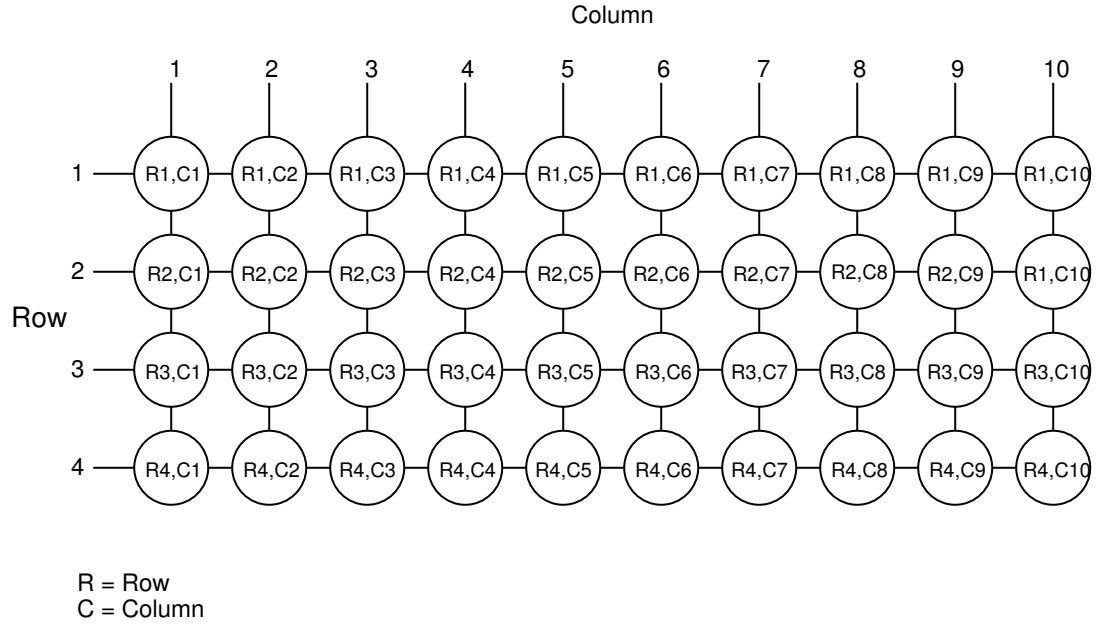 Column
1 2 3 4 5 6 7 8 9 10
1 R1,C1 R1,C2 R1,C3 R1,C4 R1,C5 R1,C6 R1,C7 R1,C8 R1,C9 R1,C10
2 R2,C1 R2,C2 R2,C3 R2,C4 R2,C5 R2,C6 R2,C7 R2,C8 R2,C9 R1,C10
Row
3 R3,C1 R3,C2 R3,C3 R3,C4 R3,C5 R3,C6 R3,C7 R3,C8 R3,C9 R3,C10
4 R4,C1 R4,C2 R4,C3 R4,C4 R4,C5 R4,C6 R4,C7 R4,C8 R4,C9 R4,C10
R = Row
C = Column